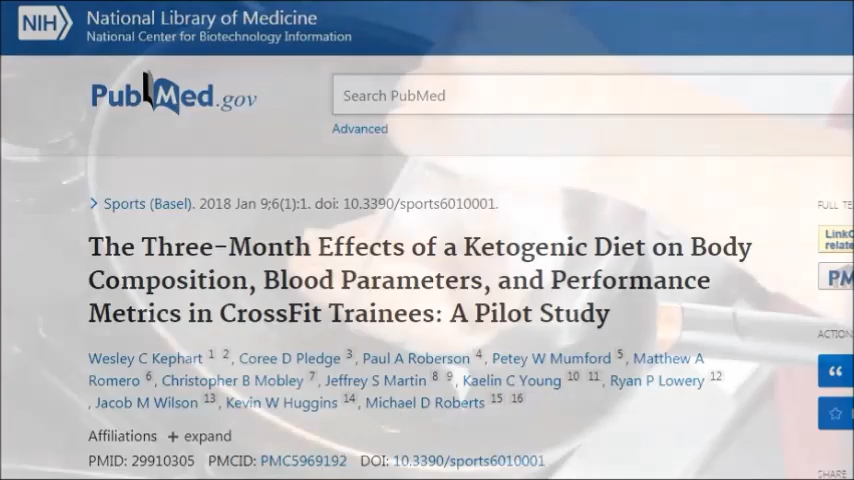 NIH National Library of Medicine
National Center for Biotechnology Information
PubMed.gov
Search PubMed
Advanced
Sports (Basel). 2018 Jan 9;6(1):1. doi: 10.3390/sports6010001.
FULL TE
The Three-Month Effects of a Ketogenic Diet on Body
Composition, Blood Parameters, and Performance
Metrics in CrossFit Trainees: A Pilot Study
LinkO
relate
PM
ACTION
Wesley C Kephart 1 2, Coree D Pledge 3, Paul A Roberson 4, Petey W Mumford 5, Matthew A
Romero 6, Christopher B Mobley 7, Jeffrey S Martin 8 9, Kaelin C Young 10 11, Ryan P Lowery 12
, Jacob M Wilson 13, Kevin W Huggins 14, Michael D Roberts 15 16
Affiliations + expand
PMID: 29910305 PMCID: PMC5969192 DOI: 10.3390/sports6010001
SHARE